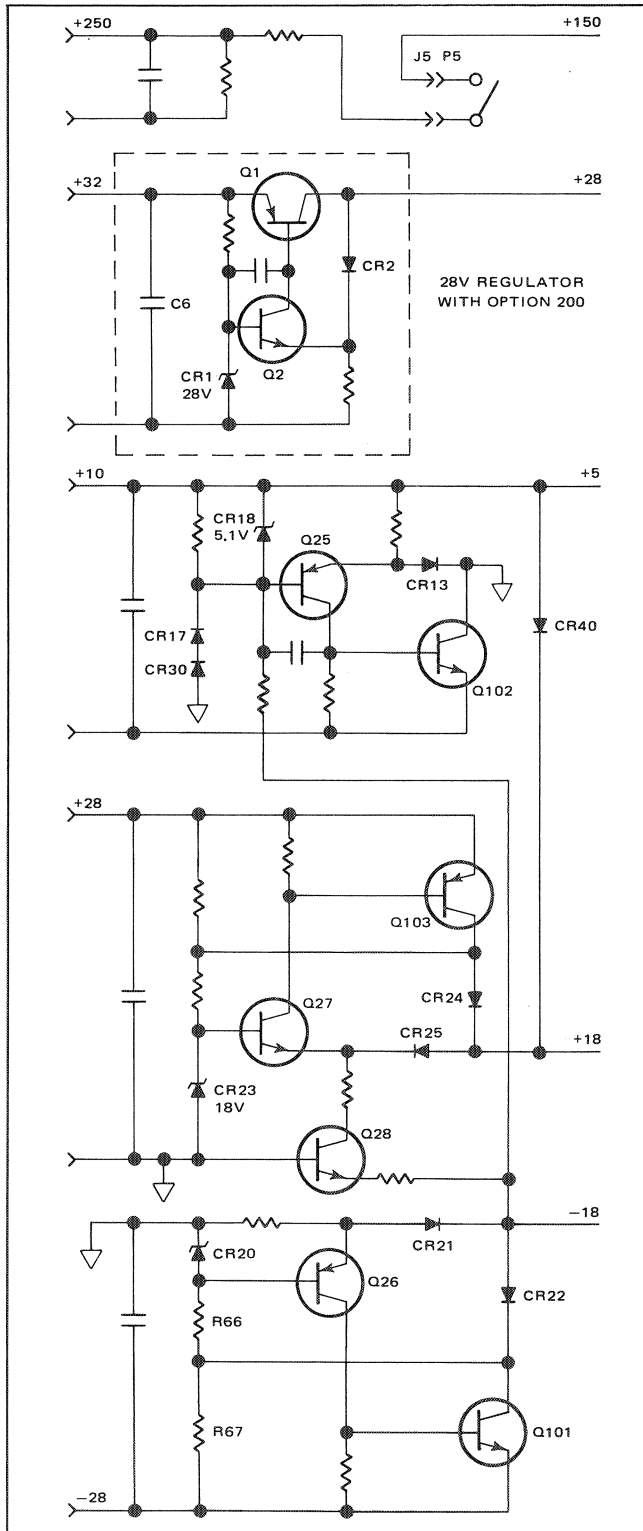 +250
+150
J5 P5
Q1
+32
+28
CR2
28V REGULATOR
WITH OPTION 200
C6
Q2
CR1
28V
+10
+5
CR18
5.1V
Q25
CR13
CR40
CR17
CR30
Q102
+28
Q103
Q27
CR24
CR25
+18
CR23
18V
Q28
-18
CR21
CR20
Q26
CR22
R66
R67
Q101
-28